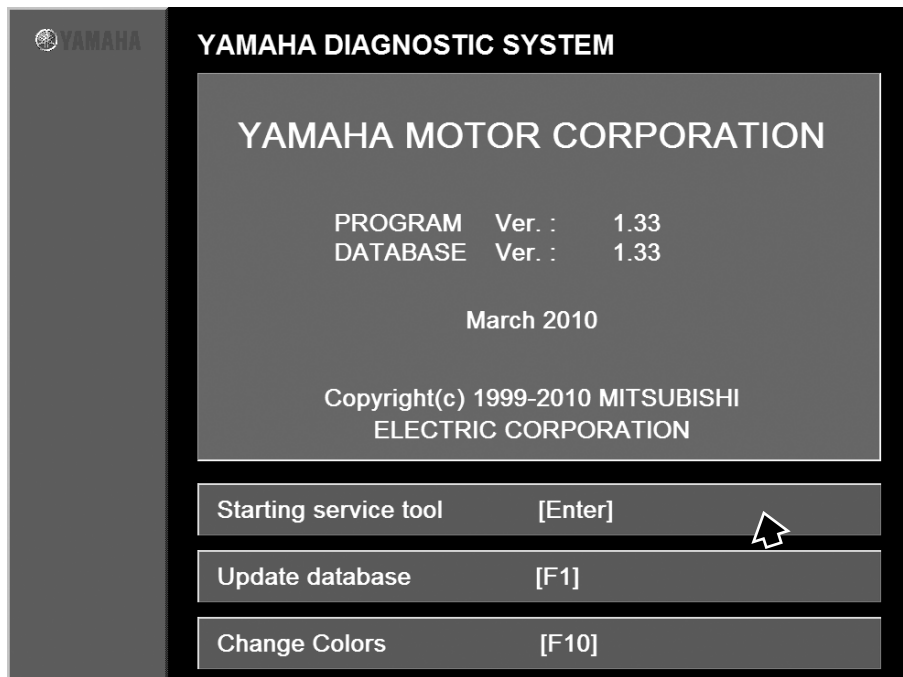 YAMAHA
YAMAHA DIAGNOSTIC SYSTEM
YAMAHA MOTOR CORPORATION
PROGRAM Ver. : 1.33
DATABASE Ver. : 1.33
March 2010
Copyright(c) 1999-2010 MITSUBISHI
ELECTRIC CORPORATION
Starting service tool [Enter]
Update database [F1]
Change Colors [F10]